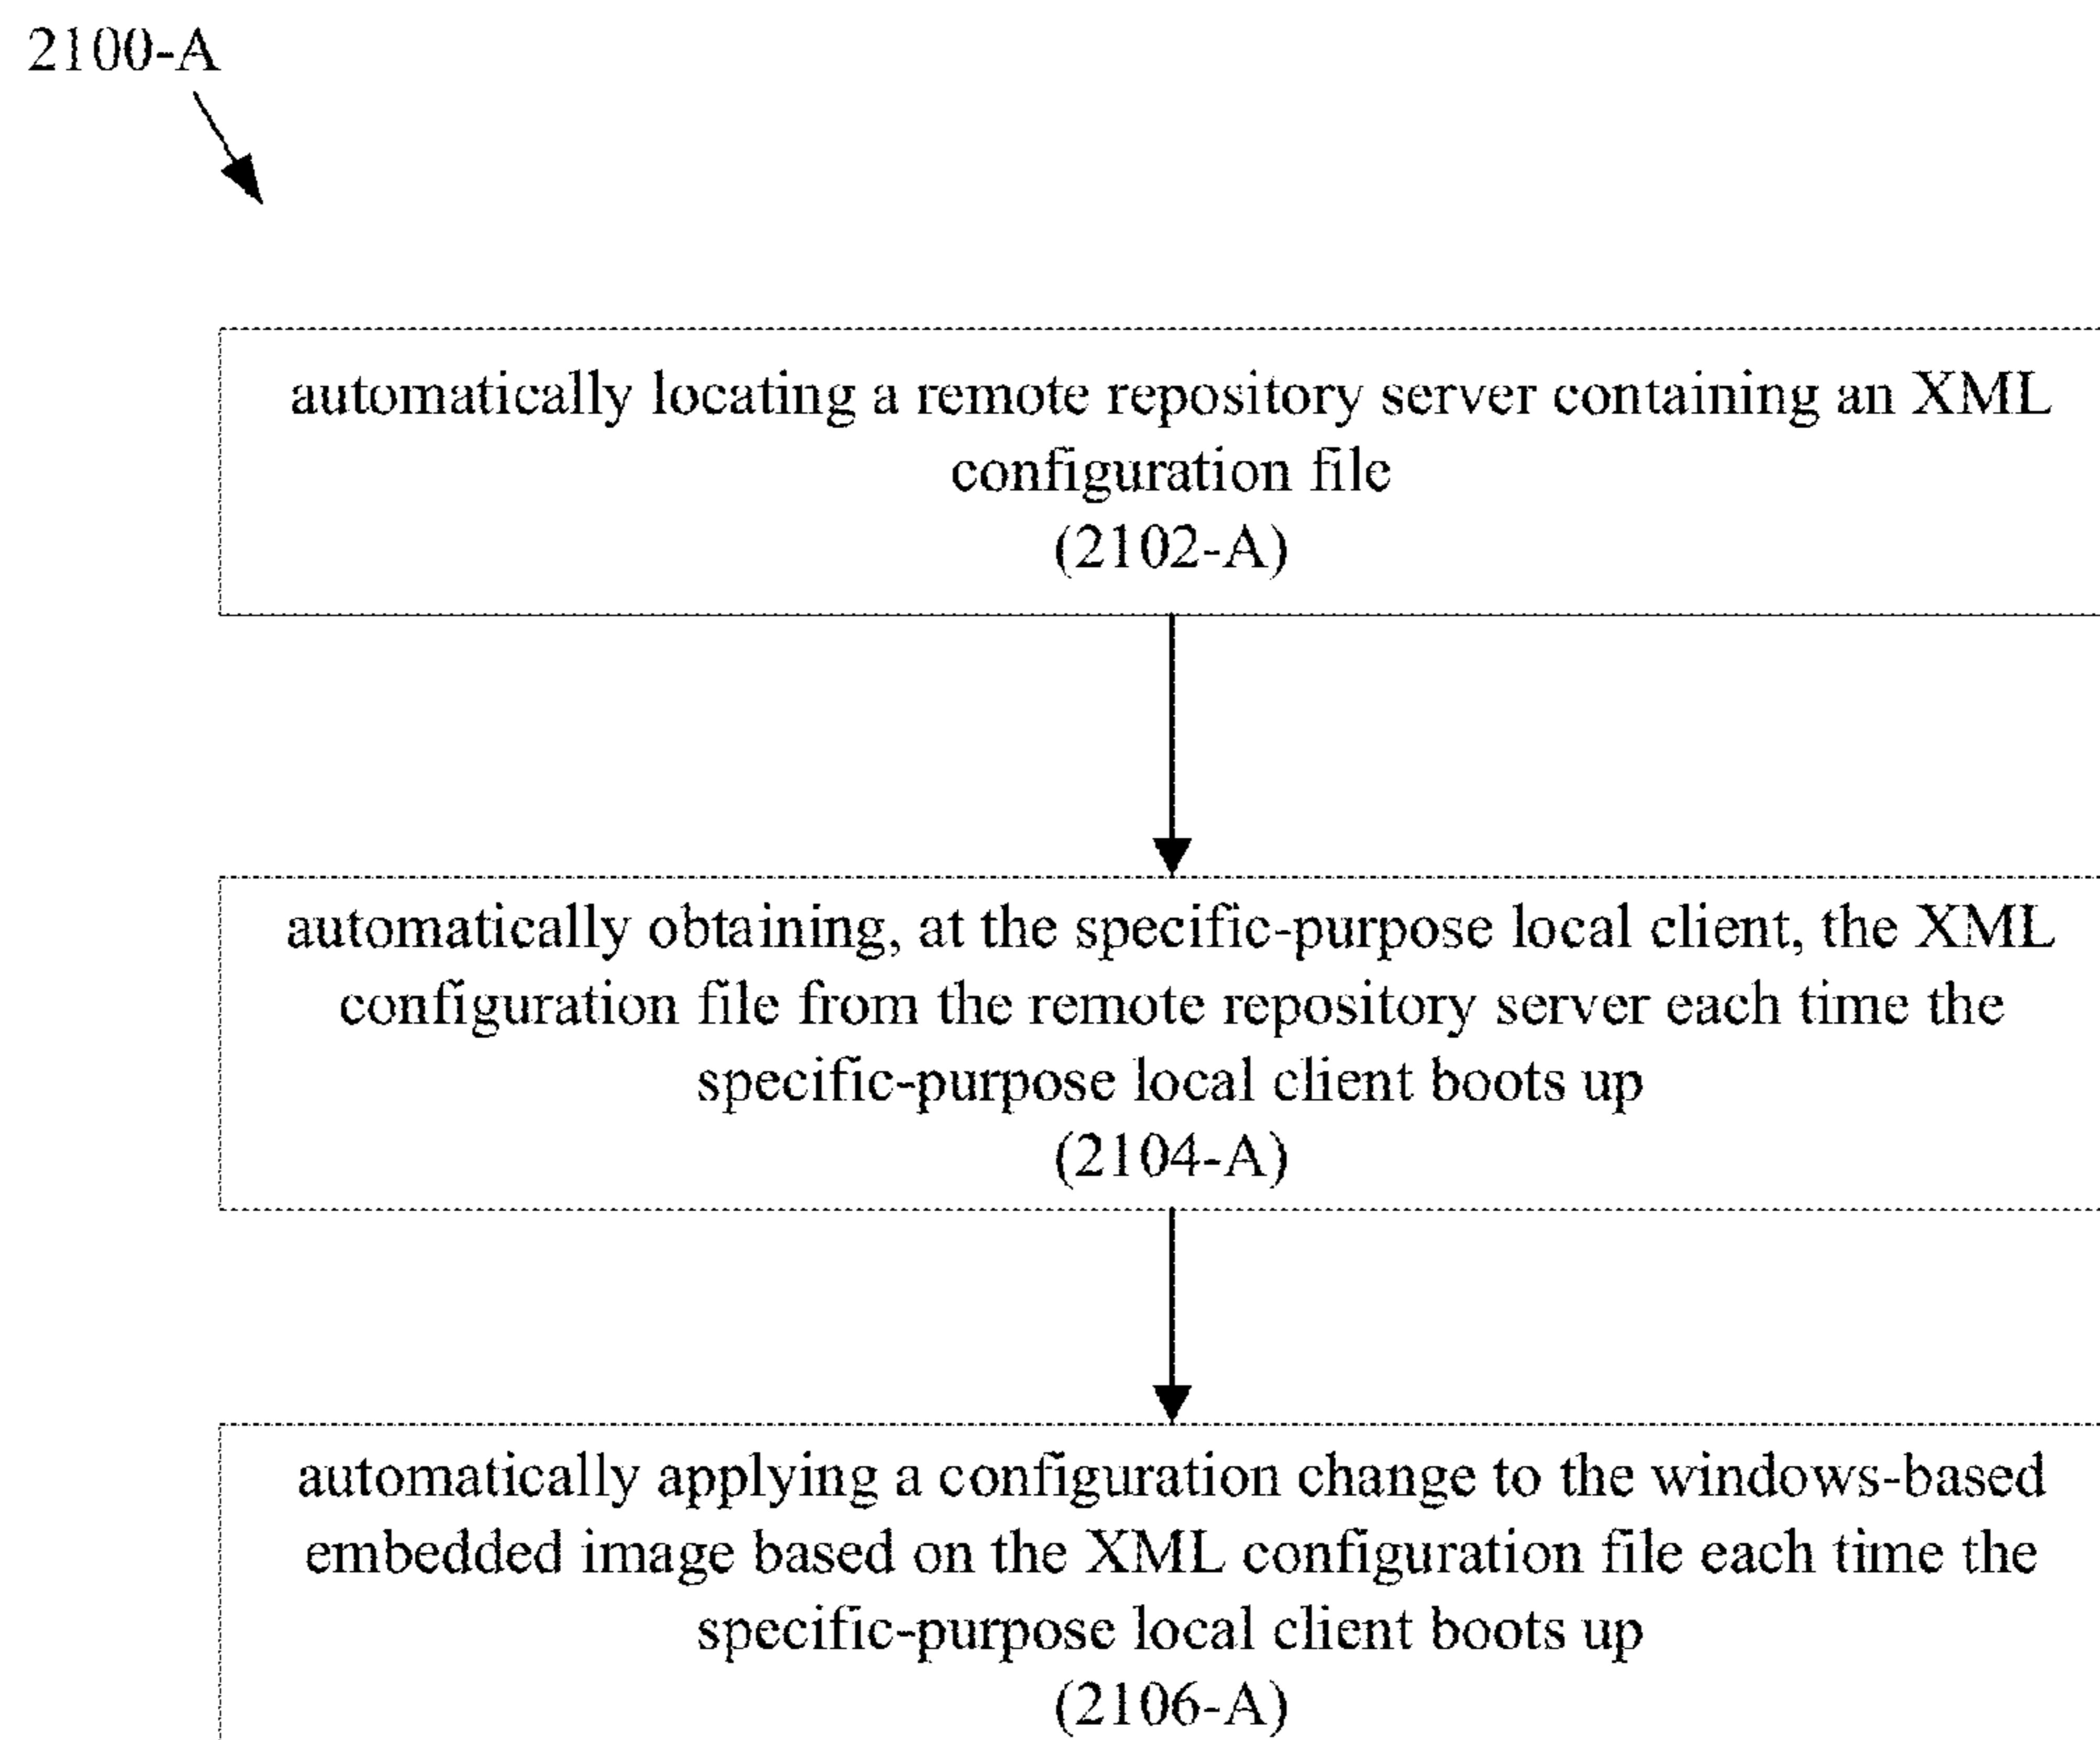 2100-A
automatically locating a remote repository server containing an XML
configuration file
(2102-A)
automatically obtaining, at the specific-purpose local client, the XML
configuration file from the remote repository server each time the
specific-purpose local client boots up
(2104-A)
automatically applying a configuration change to the windows-based
embedded image based on the XML configuration file each time the
specific-purpose local client boots up
(2106-A)